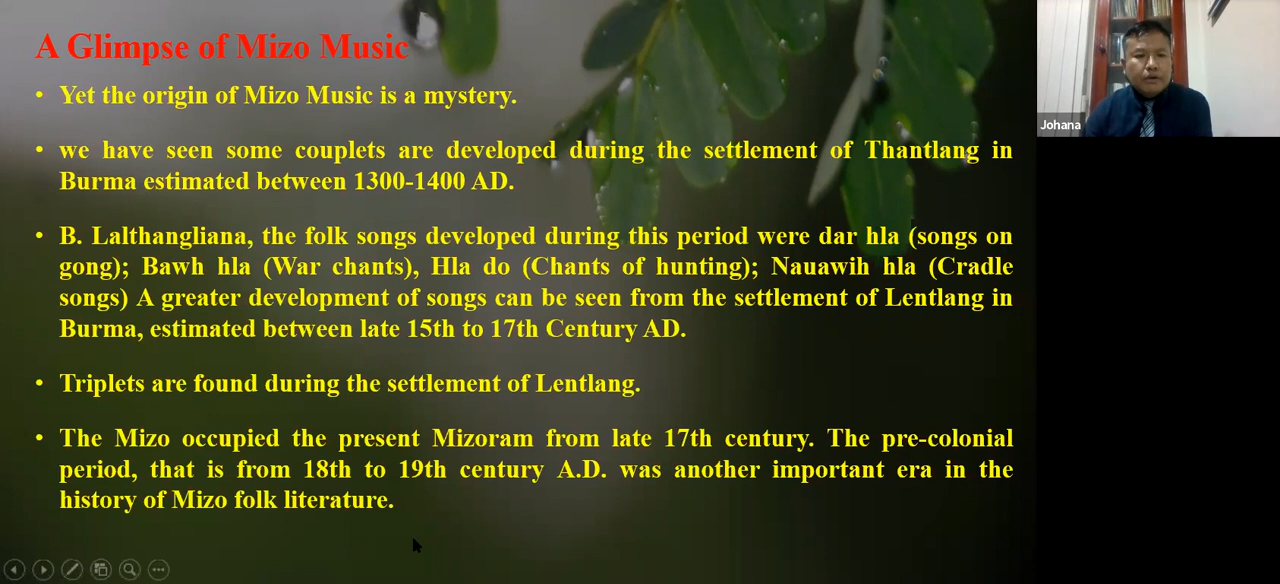 A Glimpse of Mizo Music
• Yet the origin of Mizo Music is a mystery.
• we have seen some couplets are developed during the settlement of Thantlang in
Burma estimated between 1300-1400 AD.
• B. Lalthangliana, the folk songs developed during this period were dar hla (songs on
gong); Bawh hla (War chants), Hla do (Chants of hunting); Nauawih hla (Cradle
songs) A greater development of songs can be seen from the settlement of Lentlang in
Burma, estimated between late 15th to 17th Century AD.
• Triplets are found during the settlement of Lentlang.
• The Mizo occupied the present Mizoram from late 17th century. The pre-colonial
period, that is from 18th to 19th century A.D. was another important era in the
history of Mizo folk literature.
Johana